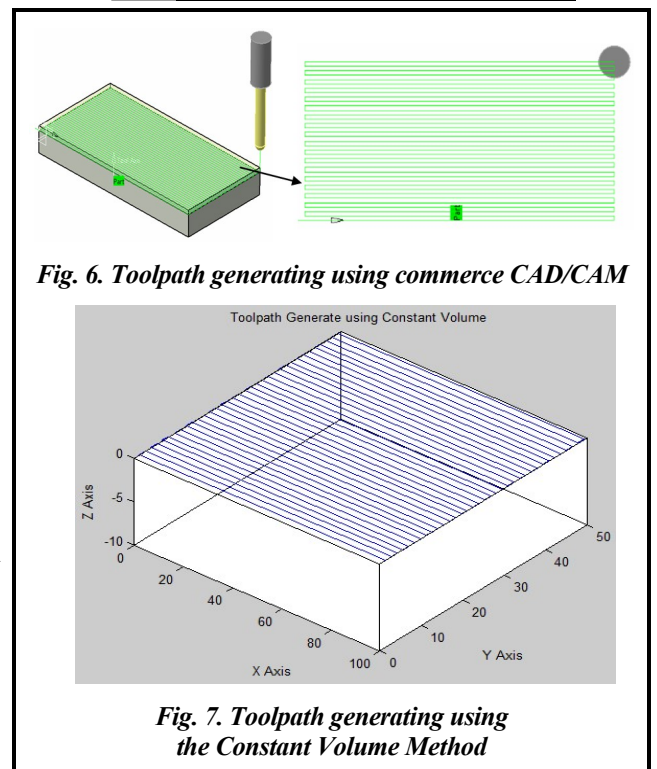 Part
Part
Fig. 6. Toolpath generating using commerce CAD/CAM
Toolpath Generate using Constant Volume
0
-5
-10
Z Axis
0
20
40
60
80
100
X Axis
0
10
20
30
40
50
Y Axis
Fig. 7. Toolpath generating using
the Constant Volume Method